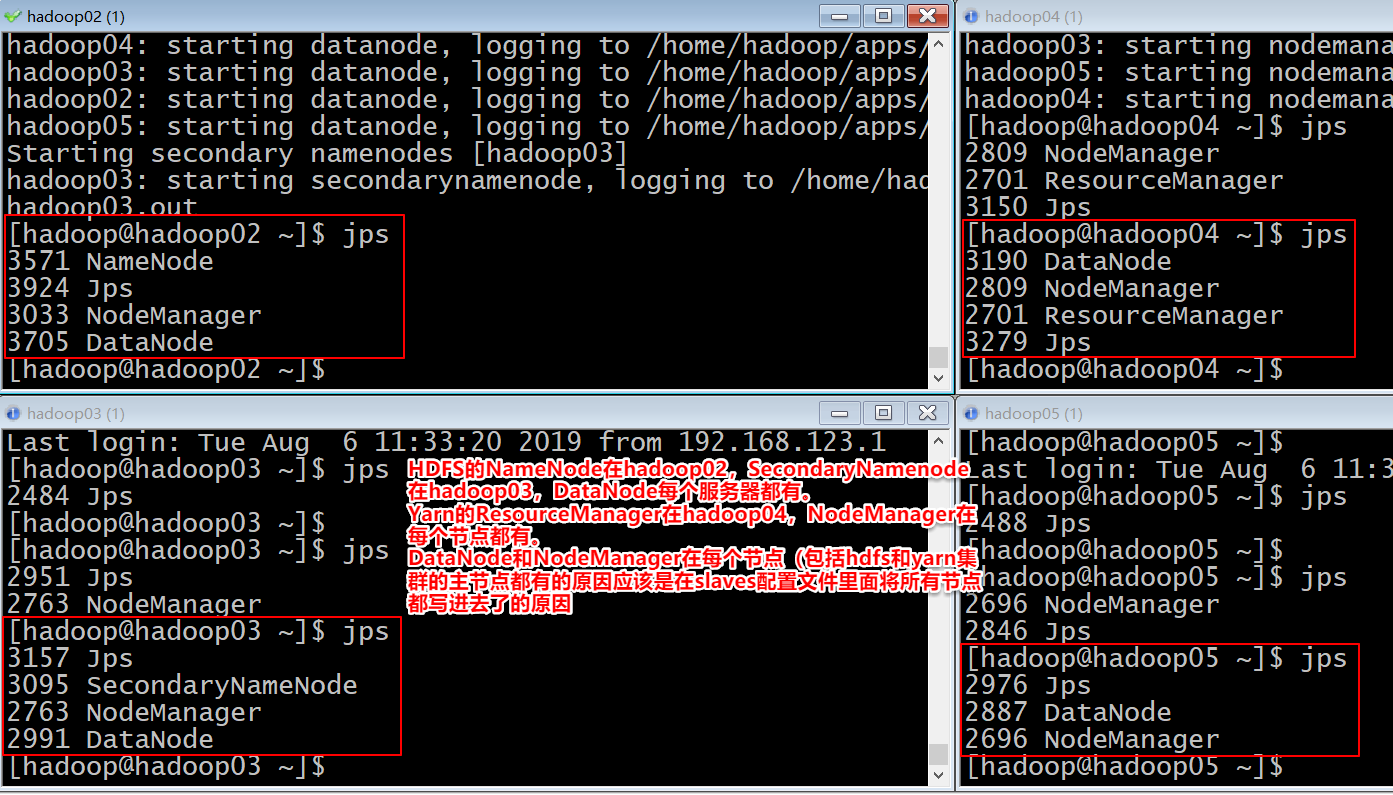 hadoop02 (1)
hadoop04: starting datanode, logging to /home/hadoop/apps/
hadoop03: starting datanode, logging to /home/hadoop/apps/
hadoop02: starting datanode, logging to /home/hadoop/apps/
hadoop05: starting datanode, logging to /home/hadoop/apps/
Starting secondary namenodes [hadoop03]
hadoop03: starting secondarynamenode, logging to /home/had
hadoop03.out
[hadoop@hadoop02 ~]$ jps
3571 NameNode
3924 Jps
3033 NodeManager
3705 DataNode
[hadoop@hadoop02 ~]$
hadoop04 (1)
hadoop03: starting nodemana
hadoop05: starting nodemana
hadoop04: starting nodemana
[hadoop@hadoop04 ~]$ jps
2809 NodeManager
2701 ResourceManager
3150 Jps
[hadoop@hadoop04 ~]$ jps
3190 DataNode
2809 NodeManager
2701 ResourceManager
3279 Jps
[hadoop@hadoop04 ~]$
hadoop03 (1)
Last login: Tue Aug  6 11:33:20 2019 from 192.168.123.1
[hadoop@hadoop03 ~]$ jps
2484 Jps
[hadoop@hadoop03 ~]$
[hadoop@hadoop03 ~]$ jps
2951 Jps
2763 NodeManager
[hadoop@hadoop03 ~]$ jps
3157 Jps
3095 SecondaryNameNode
2763 NodeManager
2991 DataNode
[hadoop@hadoop03 ~]$
HDFS的NameNode在hadoop02，SecondaryNamenode
在hadoop03，DataNode每个服务器都有。
Yarn的ResourceManager在hadoop04，NodeManager在
每个节点都有。
DataNode和NodeManager在每个节点（包括hdfs和yarn集
群的主节点都有的原因应该是在slaves配置文件里面将所有节点
都写进去了的原因
hadoop05 (1)
[hadoop@hadoop05 ~]$
Last login: Tue Aug  6 11:3
[hadoop@hadoop05 ~]$ jps
2488 Jps
[hadoop@hadoop05 ~]$
[hadoop@hadoop05 ~]$ jps
2696 NodeManager
2846 Jps
[hadoop@hadoop05 ~]$ jps
2976 Jps
2887 DataNode
2696 NodeManager
[hadoop@hadoop05 ~]$